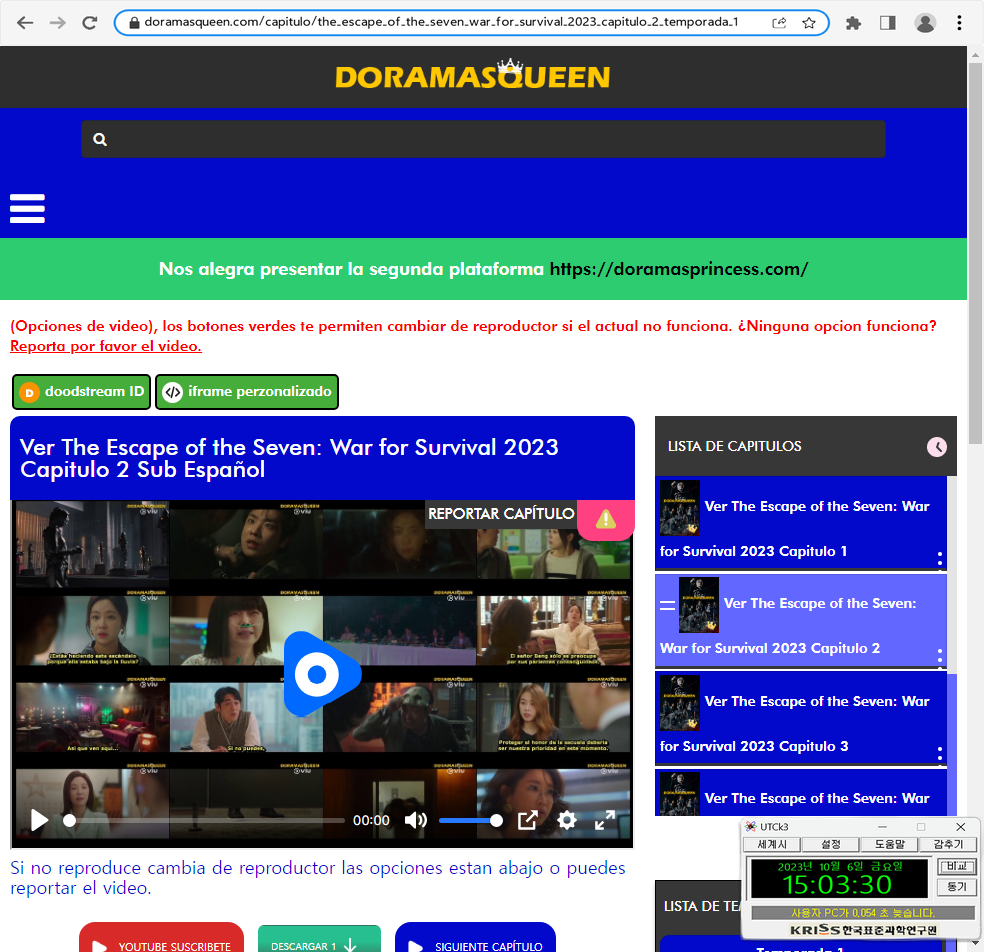 doramasqueen.com/capitulo/the_escape_of_the_seven_war_for_survival_2023_capitulo_2_temporada_1
DORAMASQUEEN
Nos alegra presentar la segunda plataforma https://doramasprincess.com/
(Opciones de video), los botones verdes te permiten cambiar de reproductor si el actual no funciona. ¿Ninguna opcion funciona?
Reporta por favor el video.
D doodstream ID
</> iframe perzonalizado
Ver The Escape of the Seven: War for Survival 2023
Capitulo 2 Sub Español
REPORTAR CAPÍTULO
DORAMASQUEEN
viu
¿Estás haciendo este escándalo
porque ella estaba bajo la lluvia?
El señor Sang sólo se preocupe
por sus parientes consanguíneos.
Así que ven aquí...
Si no puedes,
Proteger el honor de la escuela debería
ser nuestra prioridad en este momento.
00:00
Si no reproduce cambia de reproductor las opciones estan abajo o puedes
reportar el video.
YOUTUBE SUSCRIBETE
DESCARGAR 1
SIGUIENTE CAPÍTULO
LISTA DE CAPITULOS
Ver The Escape of the Seven: War
for Survival 2023 Capitulo 1
Ver The Escape of the Seven:
War for Survival 2023 Capitulo 2
Ver The Escape of the Seven: War
for Survival 2023 Capitulo 3
Ver The Escape of the Seven: War
UTCk3
세계시 설정 도움말 감추기
2023년 10월 6일 금요일
15:03:30
비교
동기
사용자 PC가 0.054 초 늦습니다.
KRISS 한국표준과학연구원
LISTA DE TE
Temporada 1